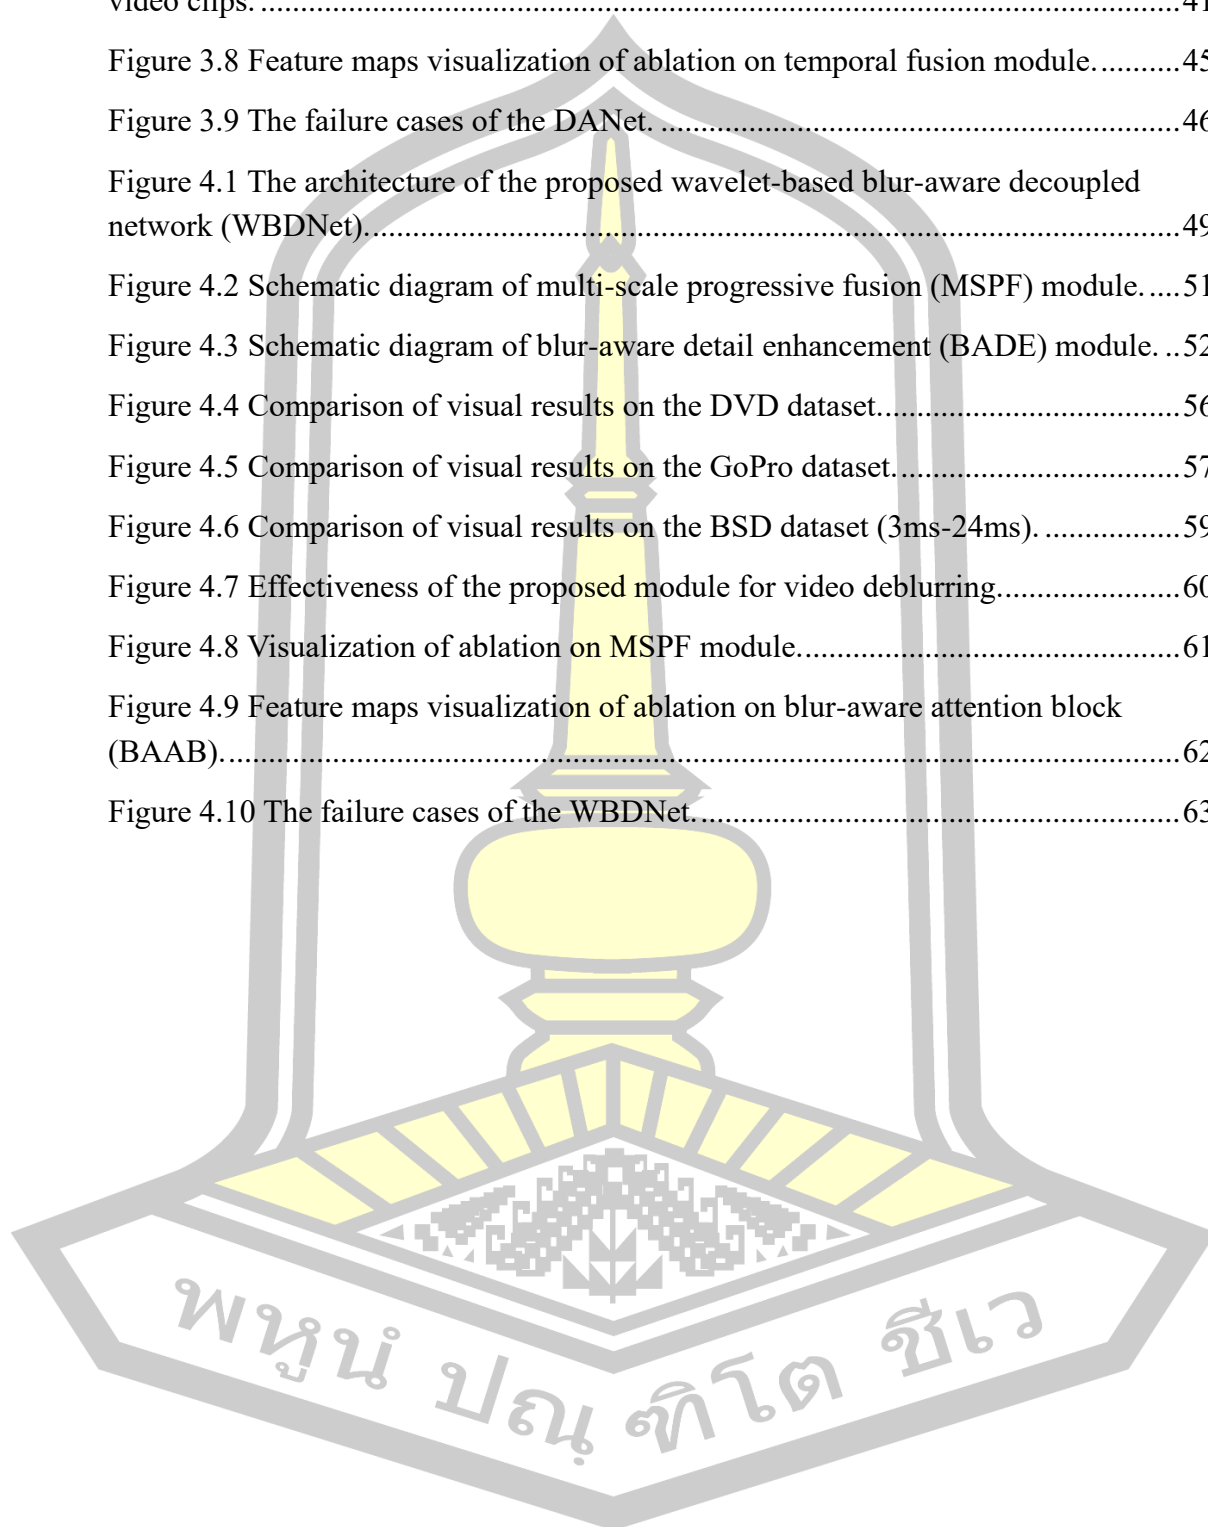 video clips. ........................................ 41
Figure 3.8 Feature maps visualization of ablation on temporal fusion module. .......... 45
Figure 3.9 The failure cases of the DANet. ........................................ 46
Figure 4.1 The architecture of the proposed wavelet-based blur-aware decoupled
network (WBDNet). ........................................ 49
Figure 4.2 Schematic diagram of multi-scale progressive fusion (MSPF) module. .... 51
Figure 4.3 Schematic diagram of blur-aware detail enhancement (BADE) module. .. 52
Figure 4.4 Comparison of visual results on the DVD dataset. ........................................ 56
Figure 4.5 Comparison of visual results on the GoPro dataset. ........................................ 57
Figure 4.6 Comparison of visual results on the BSD dataset (3ms-24ms). ................. 59
Figure 4.7 Effectiveness of the proposed module for video deblurring. ...................... 60
Figure 4.8 Visualization of ablation on MSPF module. ........................................ 61
Figure 4.9 Feature maps visualization of ablation on blur-aware attention block
(BAAB). ........................................ 62
Figure 4.10 The failure cases of the WBDNet. ........................................ 63
พหูนํ ปณฺฑิโต ชีเว